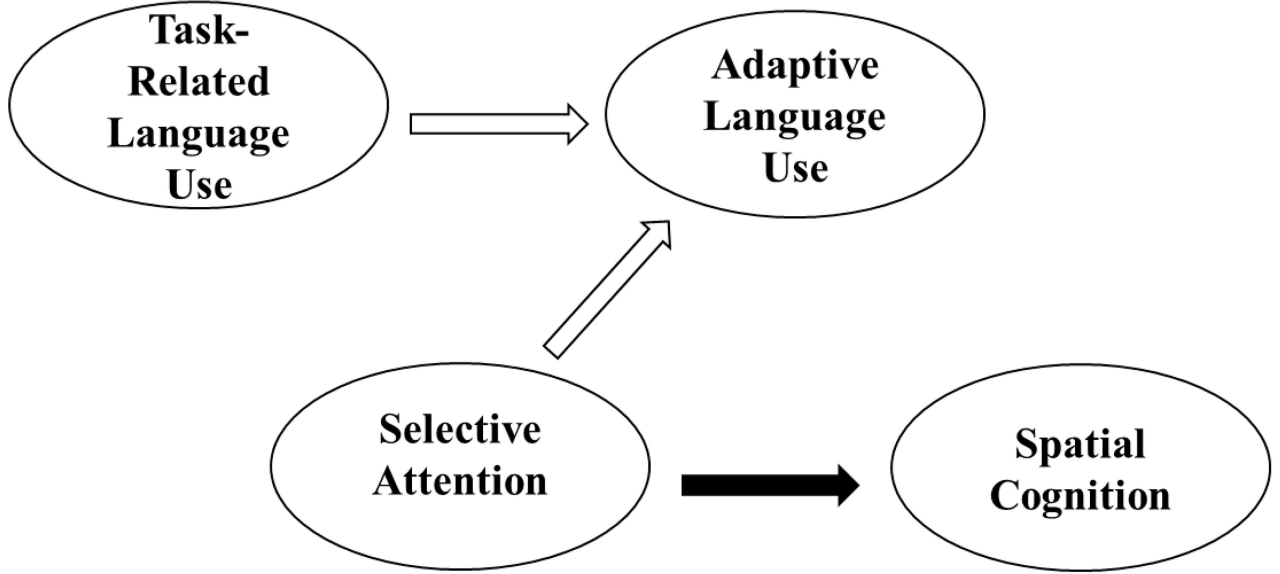 Task-
Related
Language
Use
Adaptive
Language
Use
Selective
Attention
Spatial
Cognition